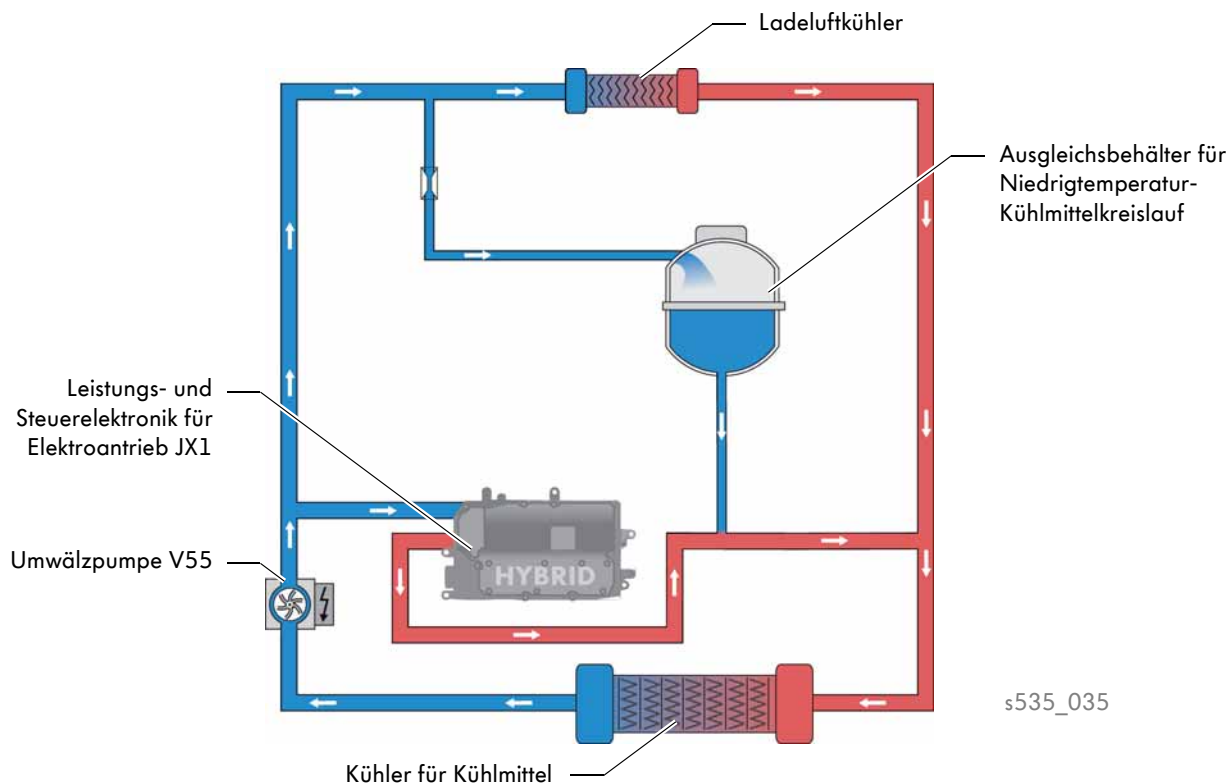 Ladeluftkühler
Ausgleichsbehälter für
Niedrigtemperatur-
Kühlmittelkreislauf
Leistungs- und
Steuerelektronik für
Elektroantrieb JX1
HYBRID
Umwälzpumpe V55
s535_035
Kühler für Kühlmittel